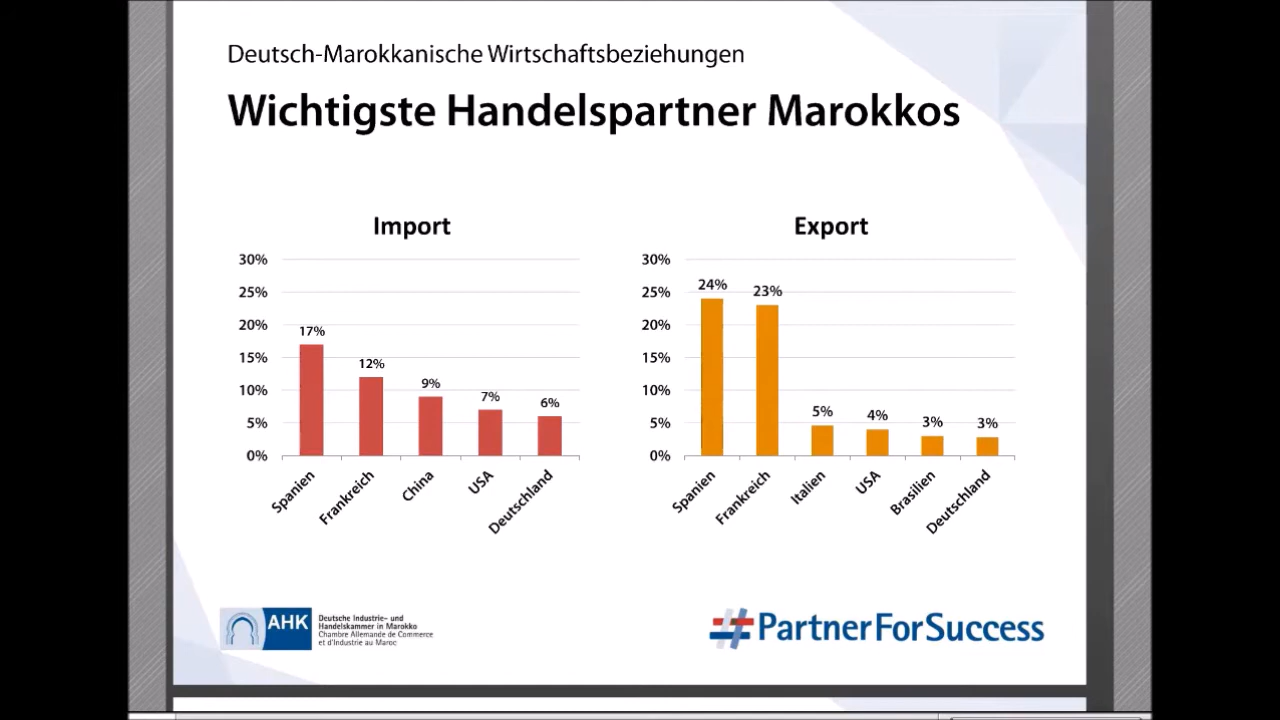 Deutsch-Marokkanische Wirtschaftsbeziehungen
Wichtigste Handelspartner Marokkos
Import
30%
25%
20%
15%
10%
5%
0%
17%
12%
9%
7%
6%
Spanien
Frankreich
China
USA
Deutschland
Export
30%
25%
20%
15%
10%
5%
0%
24%
23%
5%
4%
3%
3%
Spanien
Frankreich
Italien
USA
Brasilien
Deutschland
AHK
Deutsche Industrie- und
Handelskammer in Marokko
Chambre Allemande de Commerce
et d'Industrie au Maroc
#PartnerForSuccess